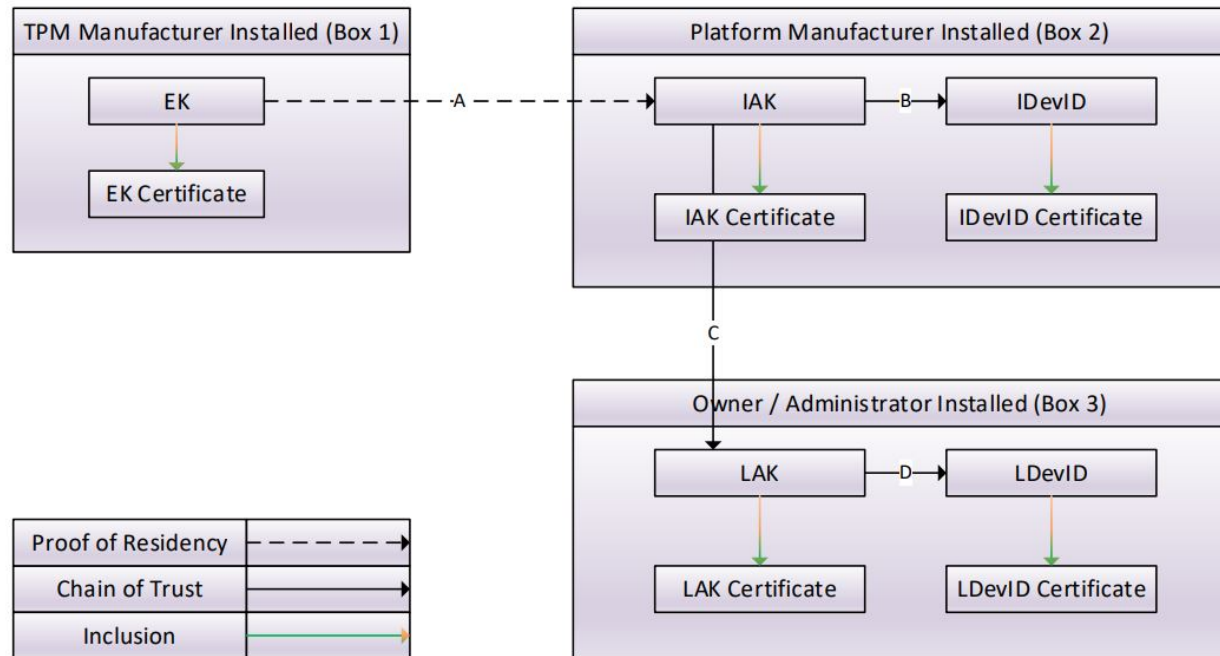 TPM Manufacturer Installed (Box 1)
EK
EK Certificate
A
Platform Manufacturer Installed (Box 2)
IAK
B
IDevID
IAK Certificate
IDevID Certificate
C
Owner / Administrator Installed (Box 3)
LAK
D
LDevID
LAK Certificate
LDevID Certificate
Proof of Residency
Chain of Trust
Inclusion